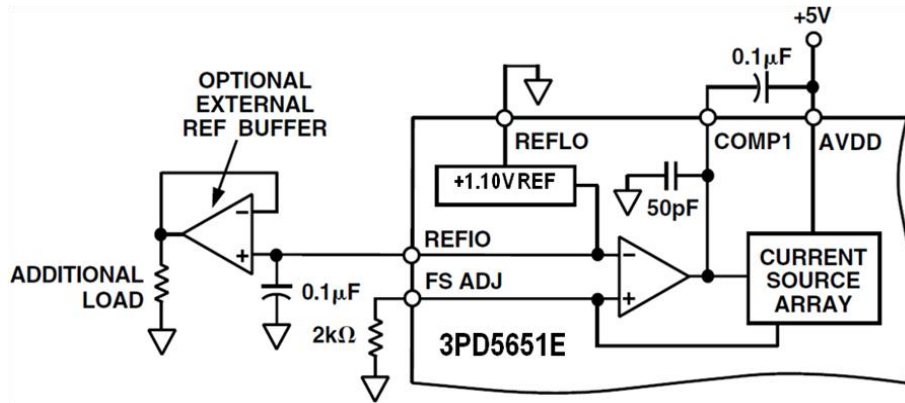 +5V
0.1µF
OPTIONAL
EXTERNAL
REF BUFFER
REFLO
COMP1
AVDD
+1.10V REF
50pF
−
+
REFIO
−
+
CURRENT
SOURCE
ARRAY
ADDITIONAL
LOAD
0.1µF
FS ADJ
2kΩ
3PD5651E